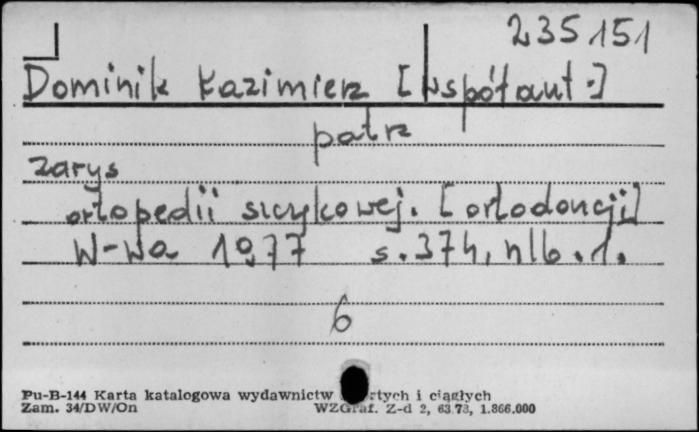 235151
Dominik Kazimierz [współaut.]
patrz
Zarys
ortopedii szczękowej. [ortodoncji]
W-wa 1977 s. 374, nlb. 1.
6
Pu-B-144 Karta katalogowa wydawnictw i ciągłych
Zam. 34/DW/On WZGraf. Z-d 2, 63.73, 1.866.000